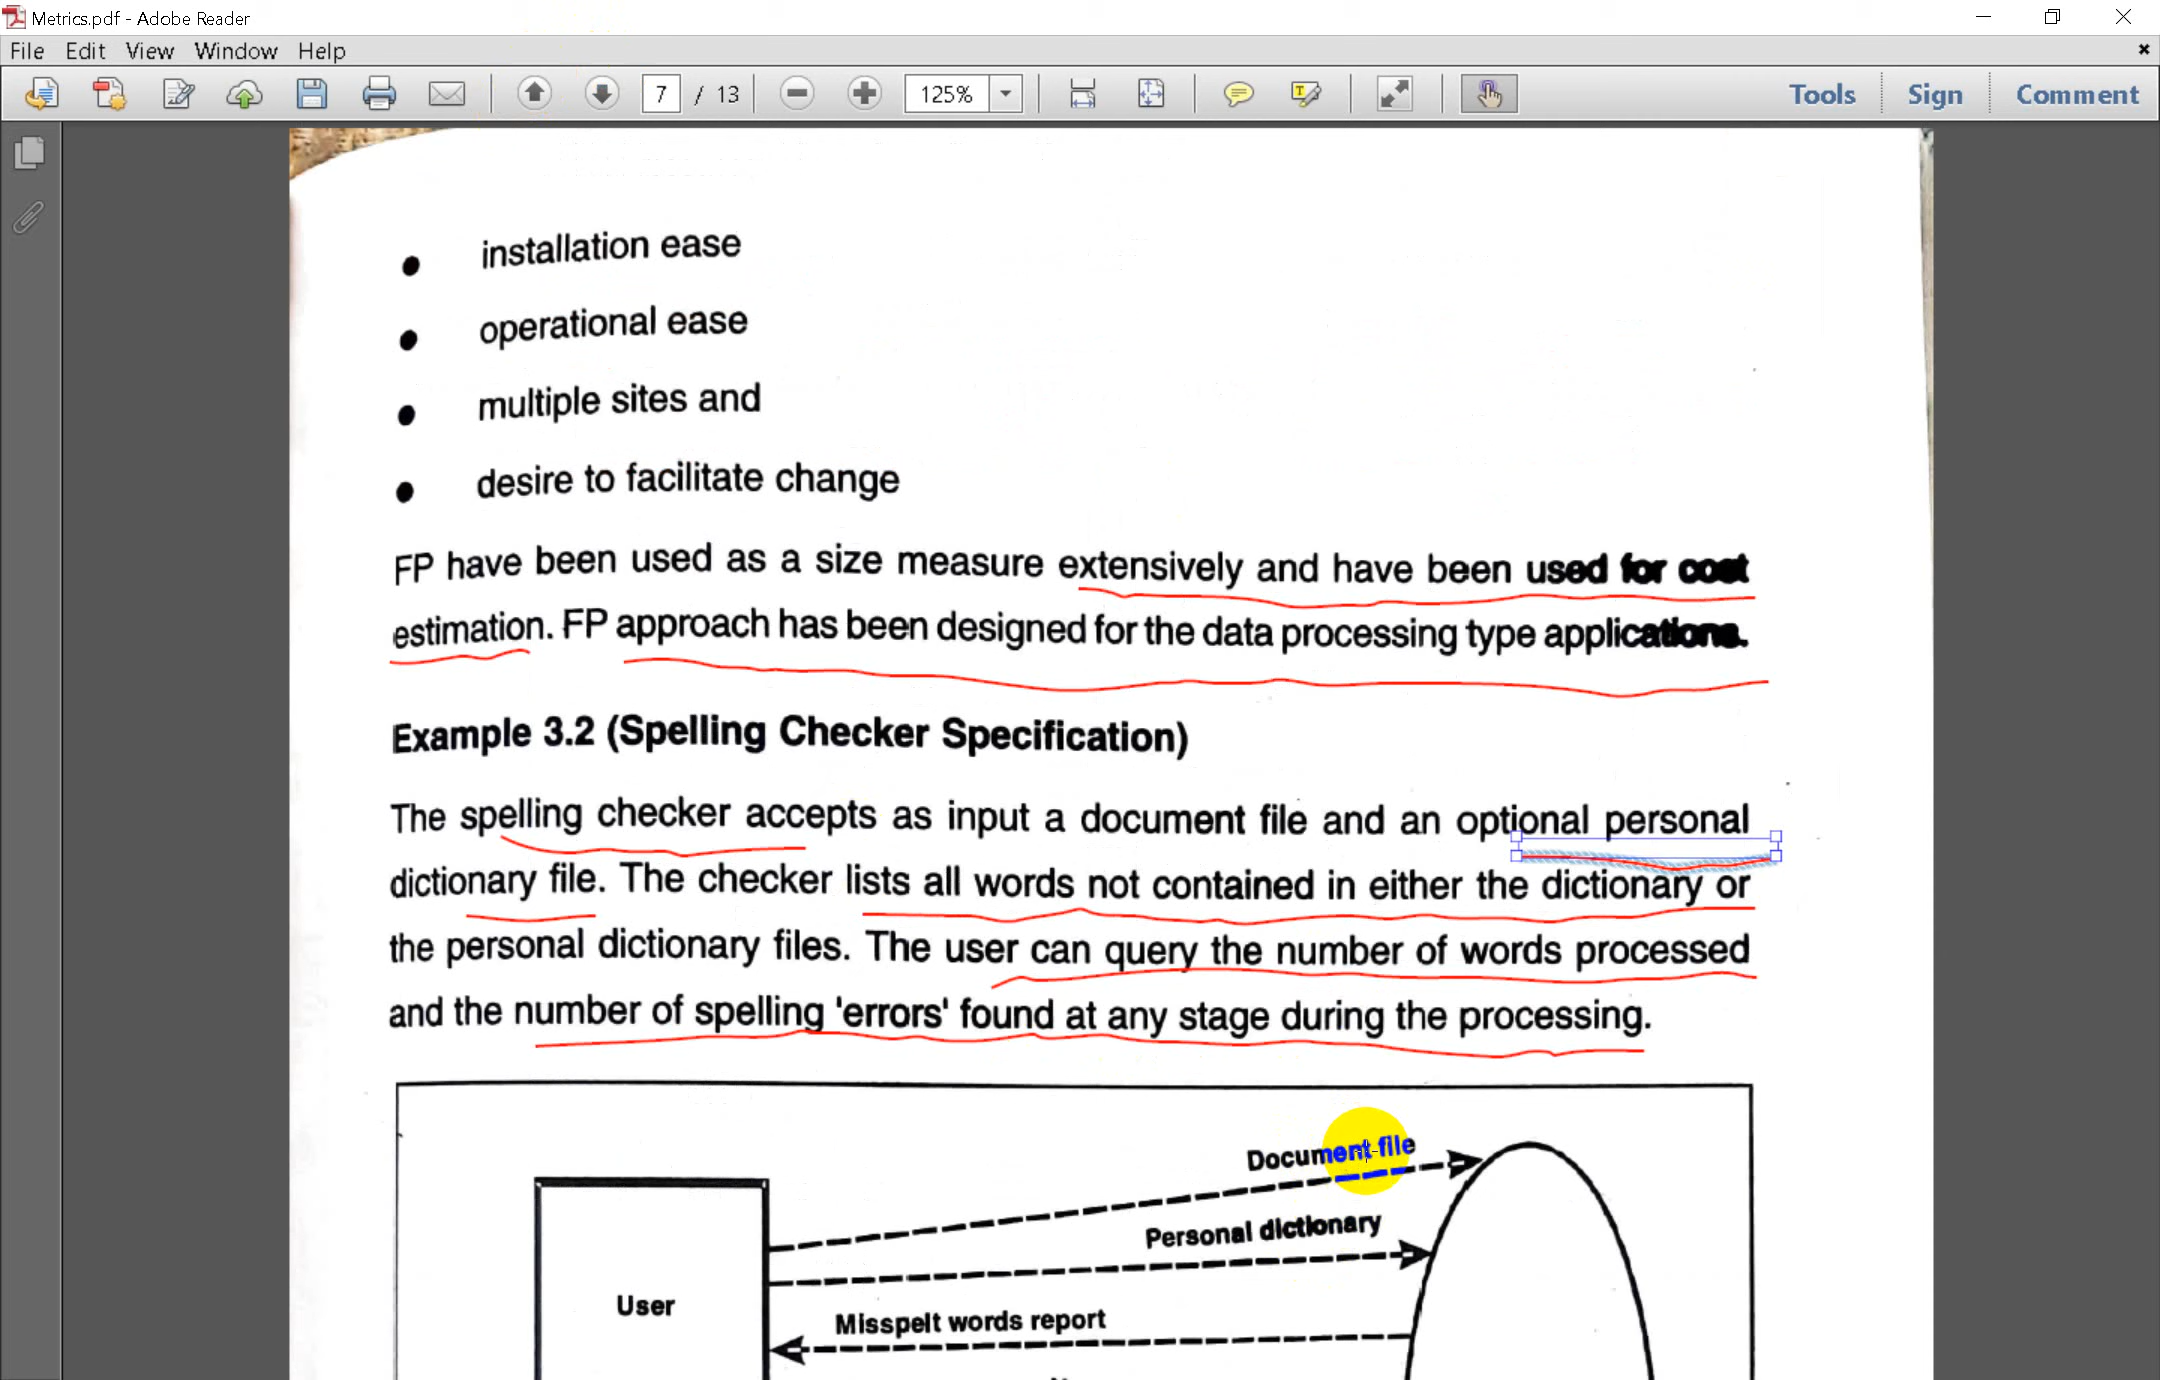 Metrics.pdf - Adobe Reader
File Edit View Window Help
7 / 13 125% Tools Sign Comment
installation ease
operational ease
multiple sites and
desire to facilitate change
FP have been used as a size measure extensively and have been used for cost
estimation. FP approach has been designed for the data processing type applications.
Example 3.2 (Spelling Checker Specification)
The spelling checker accepts as input a document file and an optional personal
dictionary file. The checker lists all words not contained in either the dictionary or
the personal dictionary files. The user can query the number of words processed
and the number of spelling 'errors' found at any stage during the processing.
Document file
Personal dictionary
User
Misspelt words report